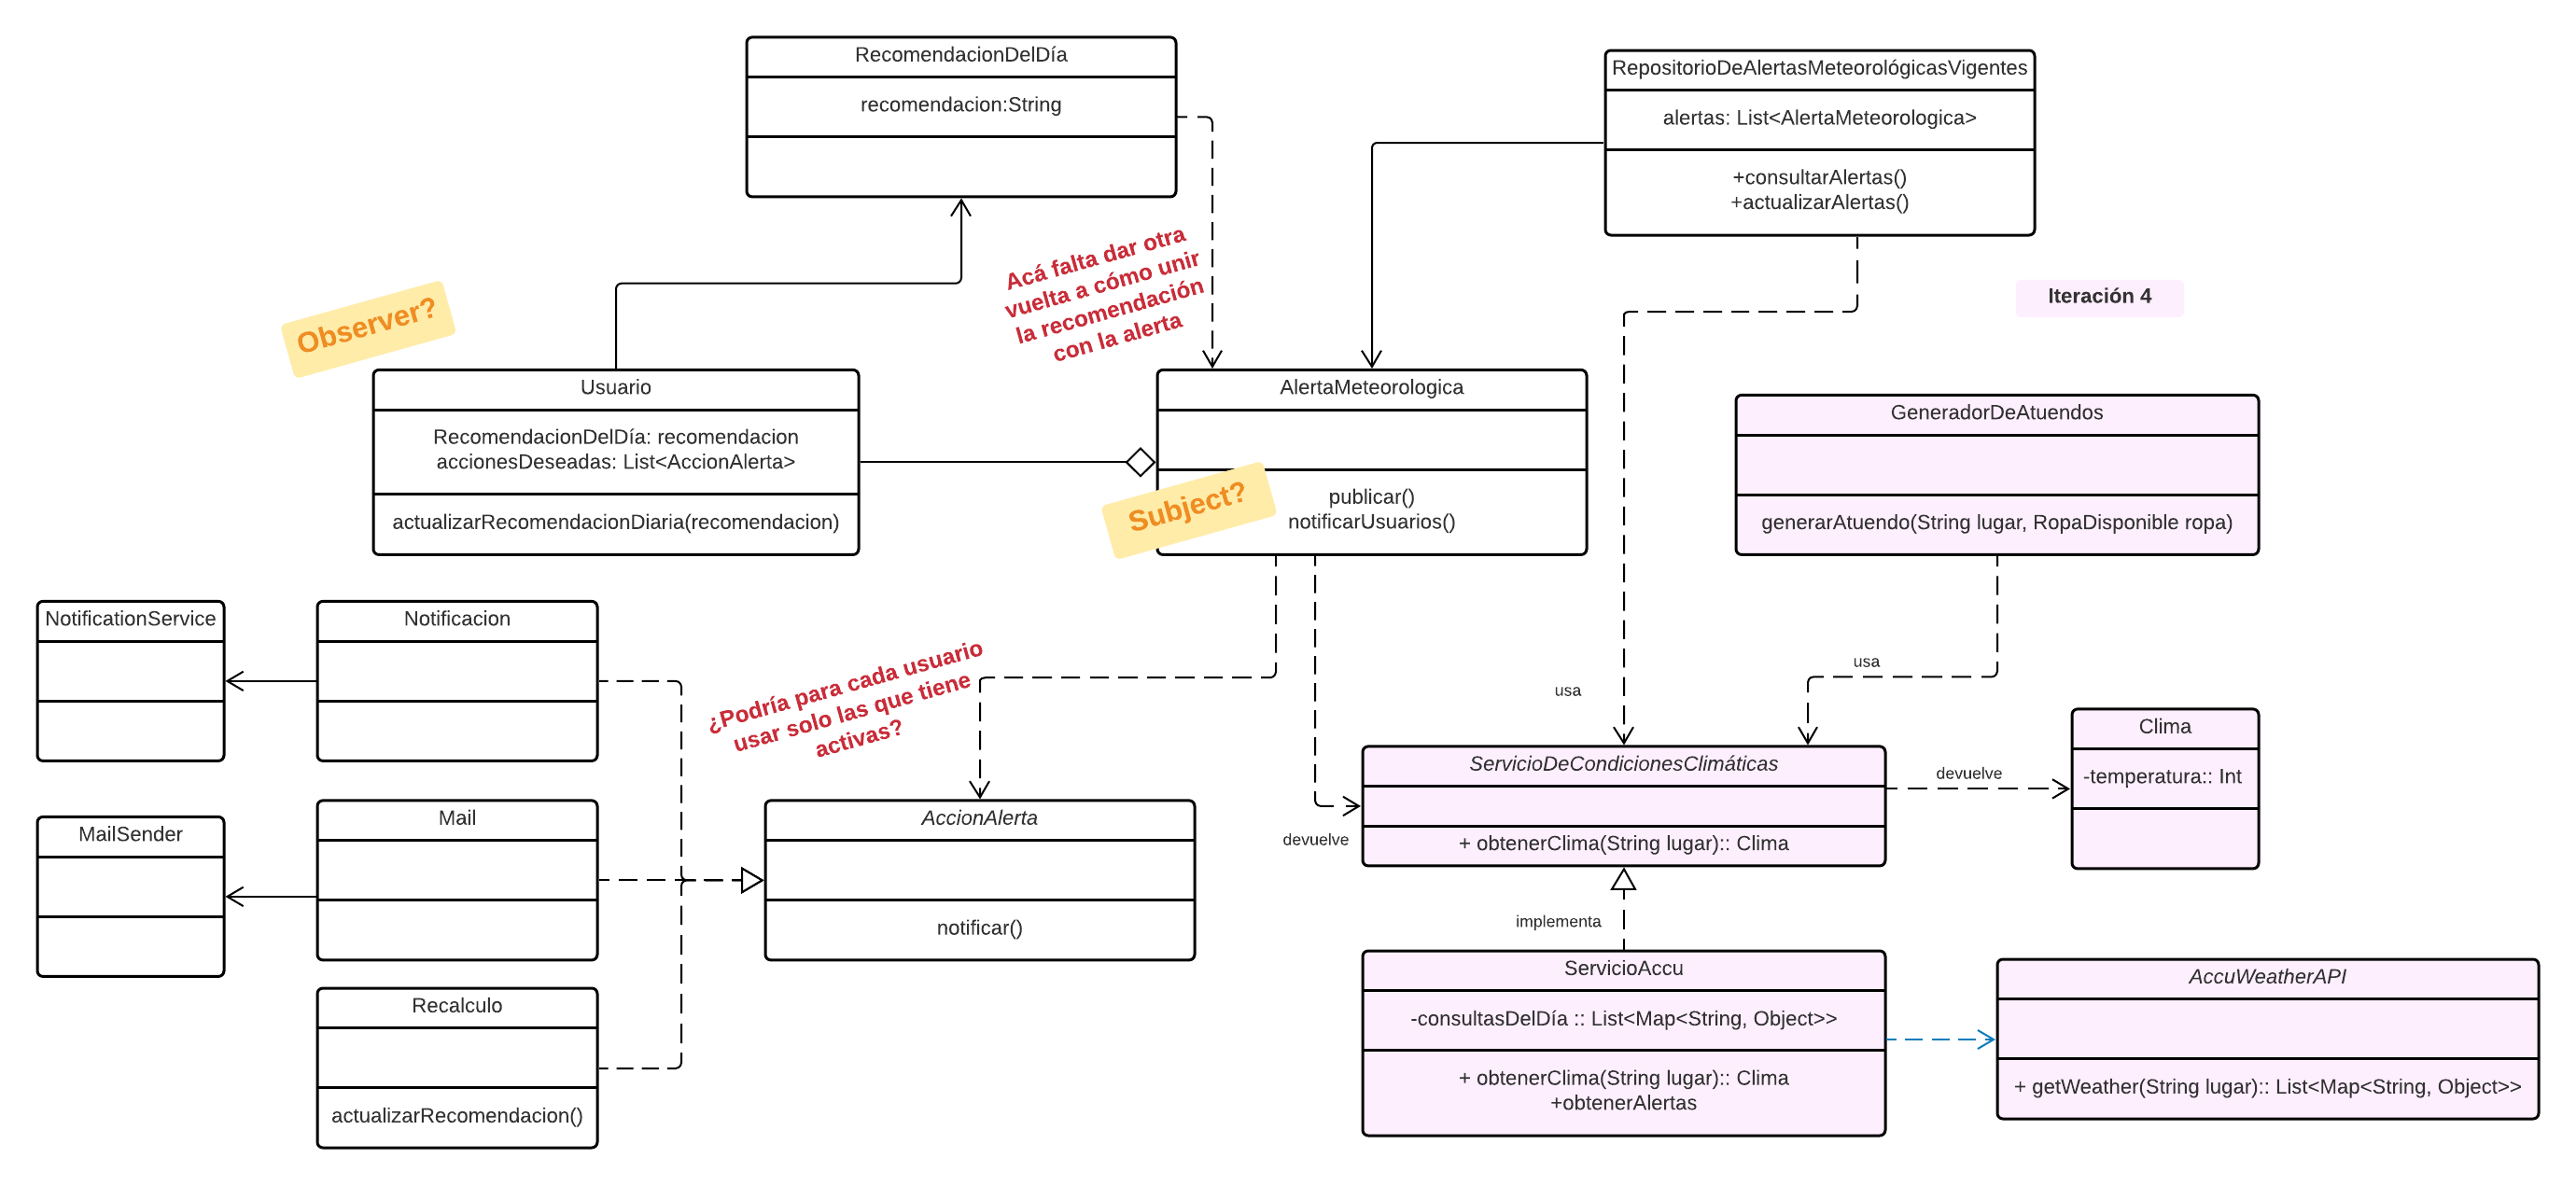 RecomendacionDelDía
recomendacion:String
RepositorioDeAlertasMeteorológicasVigentes
alertas: List<AlertaMeteorologica>
+consultarAlertas()
+actualizarAlertas()
Acá falta dar otra
vuelta a cómo unir
la recomendación
con la alerta
Iteración 4
Observer?
Usuario
RecomendacionDelDía: recomendacion
accionesDeseadas: List<AccionAlerta>
actualizarRecomendacionDiaria(recomendacion)
AlertaMeteorologica
Subject?
publicar()
notificarUsuarios()
GeneradorDeAtuendos
generarAtuendo(String lugar, RopaDisponible ropa)
NotificationService
Notificacion
¿Podría para cada usuario
usar solo las que tiene
activas?
usa
usa
MailSender
Mail
AccionAlerta
notificar()
devuelve
ServicioDeCondicionesClimáticas
+ obtenerClima(String lugar):: Clima
devuelve
Clima
-temperatura:: Int
implementa
Recalculo
actualizarRecomendacion()
ServicioAccu
-consultasDelDía :: List<Map<String, Object>>
+ obtenerClima(String lugar):: Clima
+obtenerAlertas
AccuWeatherAPI
+ getWeather(String lugar):: List<Map<String, Object>>